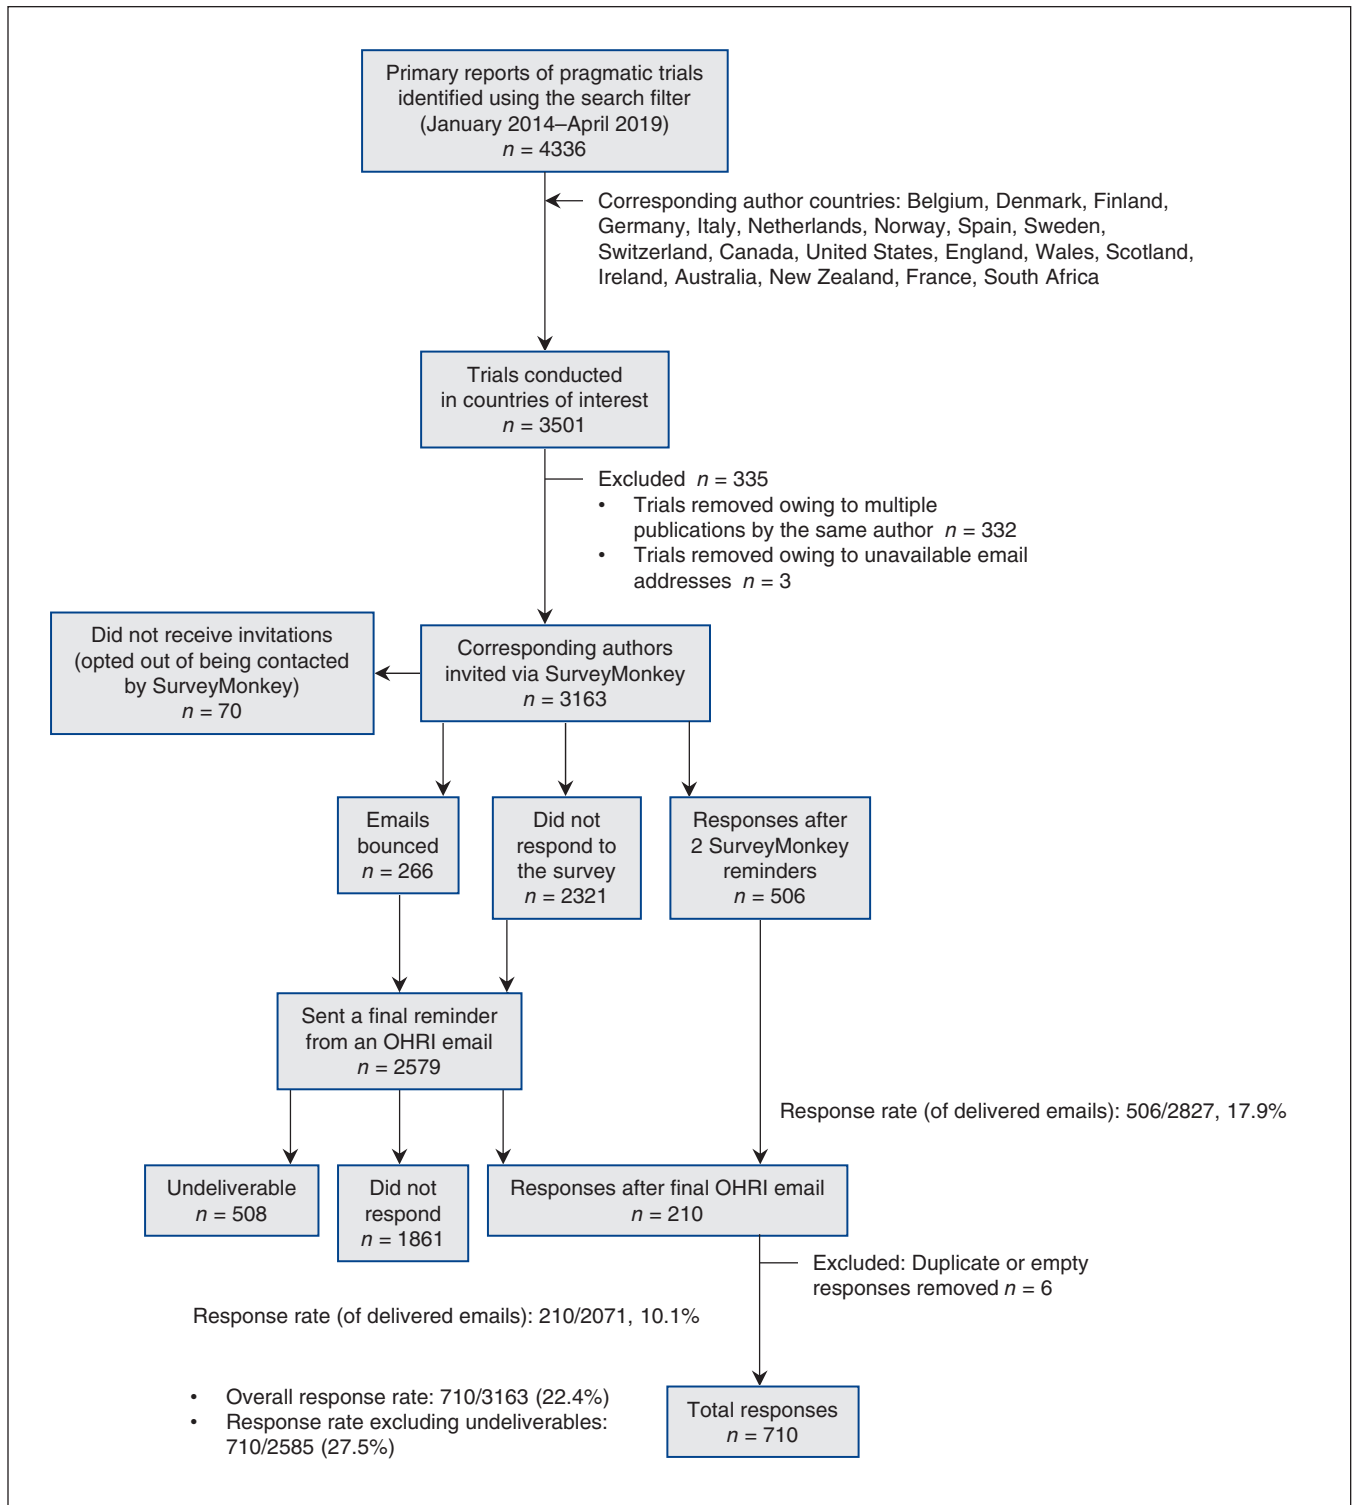 Primary reports of pragmatic trials
identified using the search filter
(January 2014–April 2019)
n = 4336
Corresponding author countries: Belgium, Denmark, Finland,
Germany, Italy, Netherlands, Norway, Spain, Sweden,
Switzerland, Canada, United States, England, Wales, Scotland,
Ireland, Australia, New Zealand, France, South Africa
Trials conducted
in countries of interest
n = 3501
Excluded n = 335
• Trials removed owing to multiple
publications by the same author n = 332
• Trials removed owing to unavailable email
addresses n = 3
Did not receive invitations
(opted out of being contacted
by SurveyMonkey)
n = 70
Corresponding authors
invited via SurveyMonkey
n = 3163
Emails
bounced
n = 266
Did not
respond to
the survey
n = 2321
Responses after
2 SurveyMonkey
reminders
n = 506
Sent a final reminder
from an OHRI email
n = 2579
Response rate (of delivered emails): 506/2827, 17.9%
Undeliverable
n = 508
Did not
respond
n = 1861
Responses after final OHRI email
n = 210
Excluded: Duplicate or empty
responses removed n = 6
Response rate (of delivered emails): 210/2071, 10.1%
• Overall response rate: 710/3163 (22.4%)
• Response rate excluding undeliverables:
710/2585 (27.5%)
Total responses
n = 710